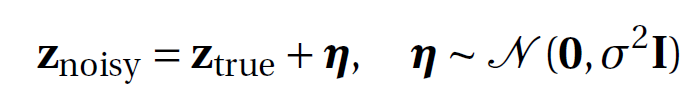 𝐳_noisy = 𝐳_true + 𝛈, 𝛈 ~ 𝒩(𝟎, σ²𝐈)